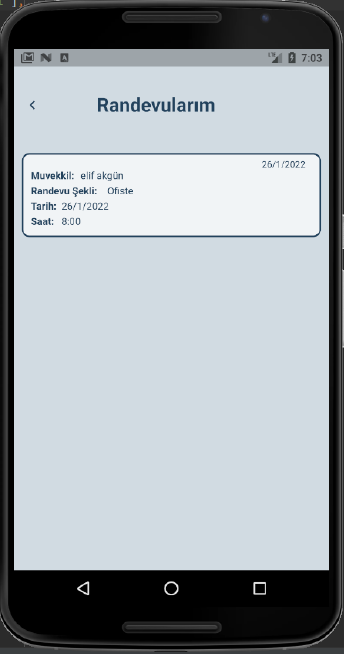 7:03
Randevularım
26/1/2022
Muvekkil: elif akgün
Randevu Şekli: Ofiste
Tarih: 26/1/2022
Saat: 8:00